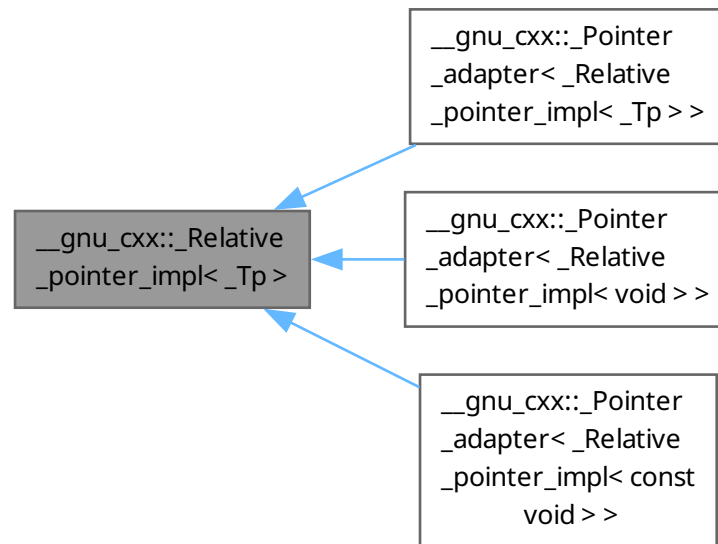 __gnu_cxx::_Pointer
_adapter< _Relative
_pointer_impl< _Tp > >
__gnu_cxx::_Relative
_pointer_impl< _Tp >
__gnu_cxx::_Pointer
_adapter< _Relative
_pointer_impl< void > >
__gnu_cxx::_Pointer
_adapter< _Relative
_pointer_impl< const
void > >